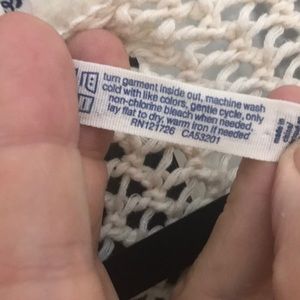 turn garment inside out, machine wash
cold with like colors, gentle cycle, only
non-chlorine bleach when needed.
lay flat to dry. warm iron if needed
RN121726 CA53201